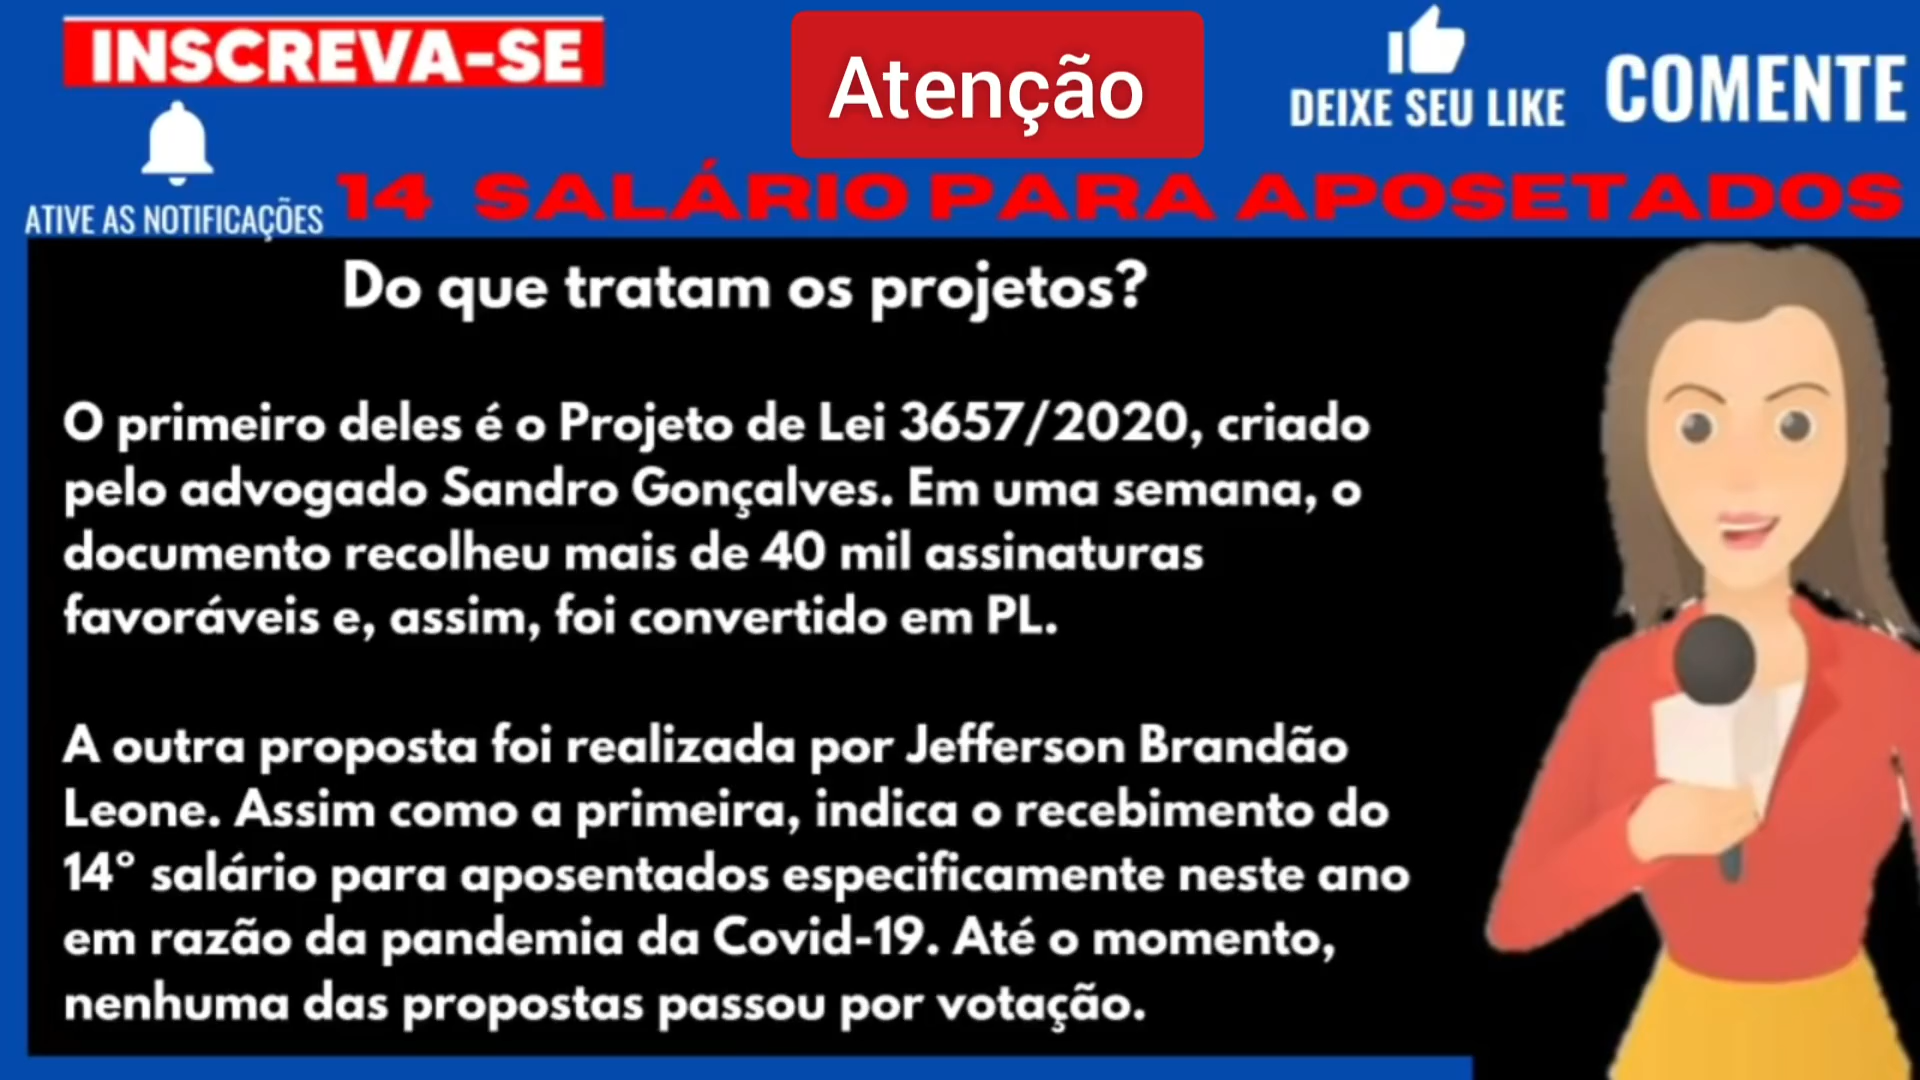 INSCREVA-SE
Atenção
DEIXE SEU LIKE
COMENTE
ATIVE AS NOTIFICAÇÕES
14 SALÁRIO PARA APOSETADOS
Do que tratam os projetos?
O primeiro deles é o Projeto de Lei 3657/2020, criado
pelo advogado Sandro Gonçalves. Em uma semana, o
documento recolheu mais de 40 mil assinaturas
favoráveis e, assim, foi convertido em PL.
A outra proposta foi realizada por Jefferson Brandão
Leone. Assim como a primeira, indica o recebimento do
14º salário para aposentados especificamente neste ano
em razão da pandemia da Covid-19. Até o momento,
nenhuma das propostas passou por votação.